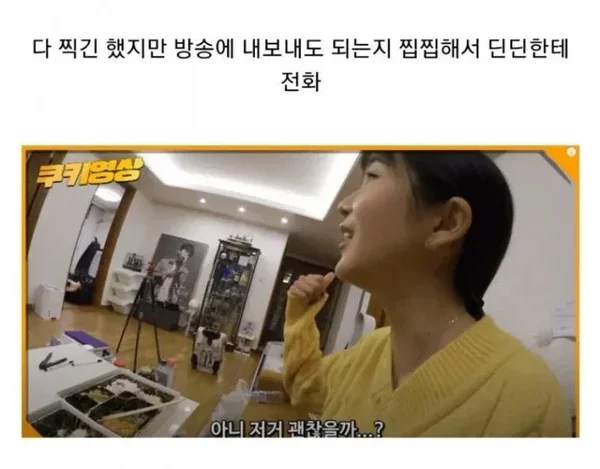 다 찍긴 했지만 방송에 내보내도 되는지 찝찝해서 딘딘한테
전화
쿠키영상
아니 저거 괜찮을까...?